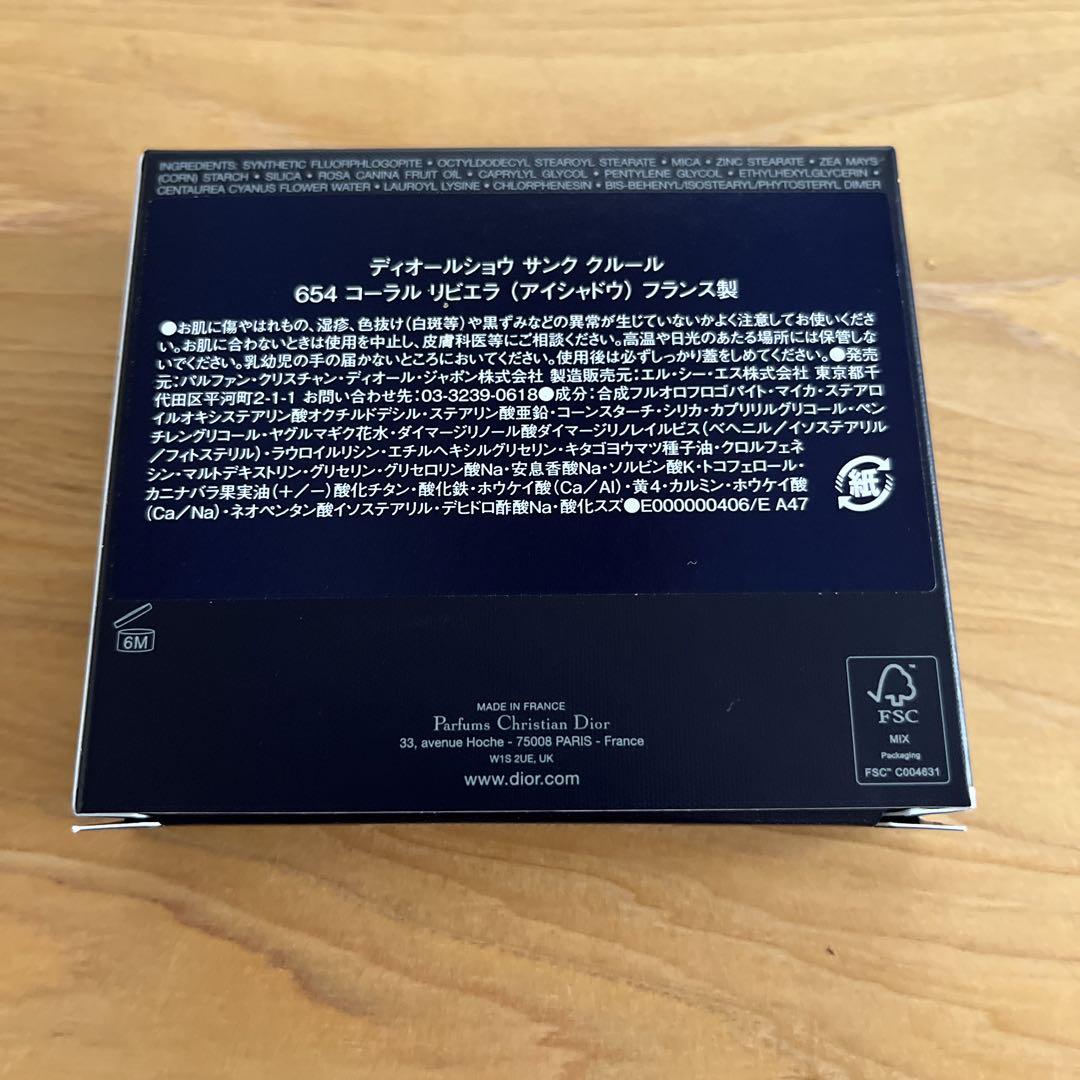 INGREDIENTS: SYNTHETIC FLUORPHLOGOPITE • OCTYLDODECYL STEAROYL STEARATE • MICA • ZINC STEARATE • ZEA MAYS
(CORN) STARCH • SILICA • ROSA CANINA FRUIT OIL • CAPRYLYL GLYCOL • PENTYLENE GLYCOL • ETHYLHEXYLGLYCERIN •
CENTAUREA CYANUS FLOWER WATER • LAUROYL LYSINE • CHLORPHENESIN • BIS-BEHENYL/ISOSTEARYL/PHYTOSTERYL DIMER
ディオールショウ サンク クルール
654 コーラル リビエラ (アイシャドウ) フランス製
●お肌に傷やはれもの、湿疹、色抜け(白斑等)や黒ずみなどの異常が生じていないかよく注意してお使いくださ
い。お肌に合わないときは使用を中止し、皮膚科医等にご相談ください。高温や日光のあたる場所には保管しな
いでください。乳幼児の手の届かないところにおいてください。使用後は必ずしっかり蓋をしめてください。●発売
元:パルファン・クリスチャン・ディオール・ジャポン株式会社 製造販売元:エル・シー・エス株式会社 東京都千
代田区平河町2-1-1 お問い合わせ先:03-3239-0618●成分:合成フルオロフロゴパイト・マイカ・ステアロ
イルオキシステアリン酸オクチルドデシル・ステアリン酸亜鉛・コーンスターチ・シリカ・カプリリルグリコール・ペン
チレングリコール・ヤグルマギク花水・ダイマージリノール酸ダイマージリノレイルビス(ベヘニル/イソステアリル
/フィトステリル)・ラウロイルリシン・エチルヘキシルグリセリン・キタゴヨウマツ種子油・クロルフェネ
シン・マルトデキストリン・グリセリン・グリセロリン酸Na・安息香酸Na・ソルビン酸K・トコフェロール・
カニナバラ果実油(+/-)酸化チタン・酸化鉄・ホウケイ酸(Ca/Al)・黄4・カルミン・ホウケイ酸
(Ca/Na)・ネオペンタン酸イソステアリル・デヒドロ酢酸Na・酸化スズ●E000000406/E A47
紙
6M
MADE IN FRANCE
Parfums Christian Dior
33, avenue Hoche - 75008 PARIS - France
W1S 2UE, UK
www.dior.com
FSC
MIX
Packaging
FSC™ C004631